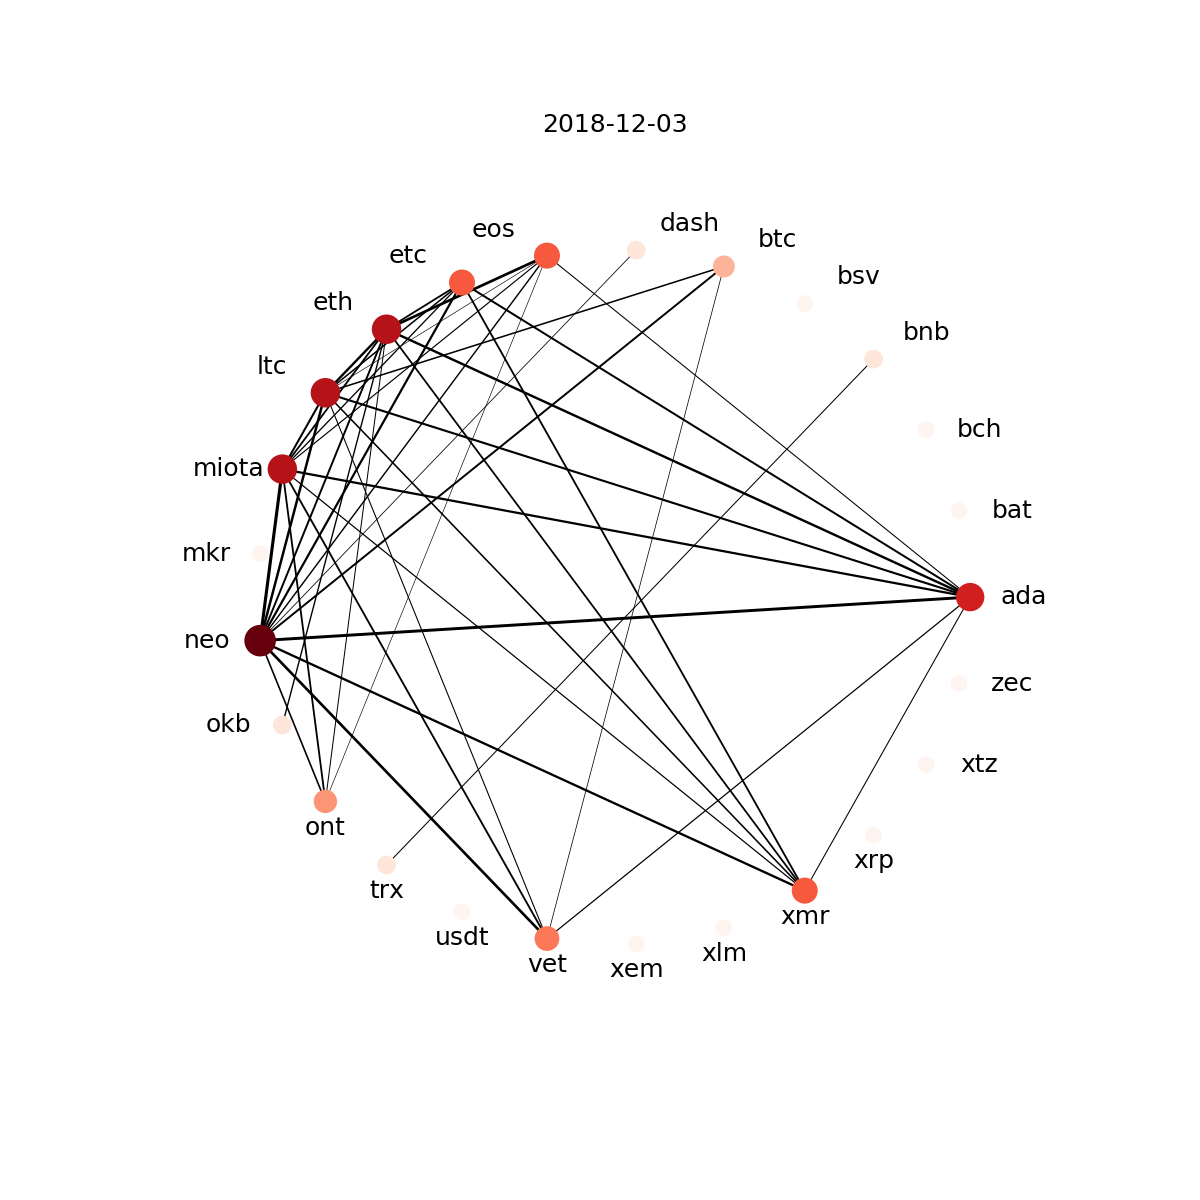 2018-12-03
dash
eos
btc
etc
bsv
eth
bnb
ltc
bch
miota
bat
mkr
ada
neo
zec
okb
xtz
ont
xrp
trx
xmr
usdt
xlm
vet
xem